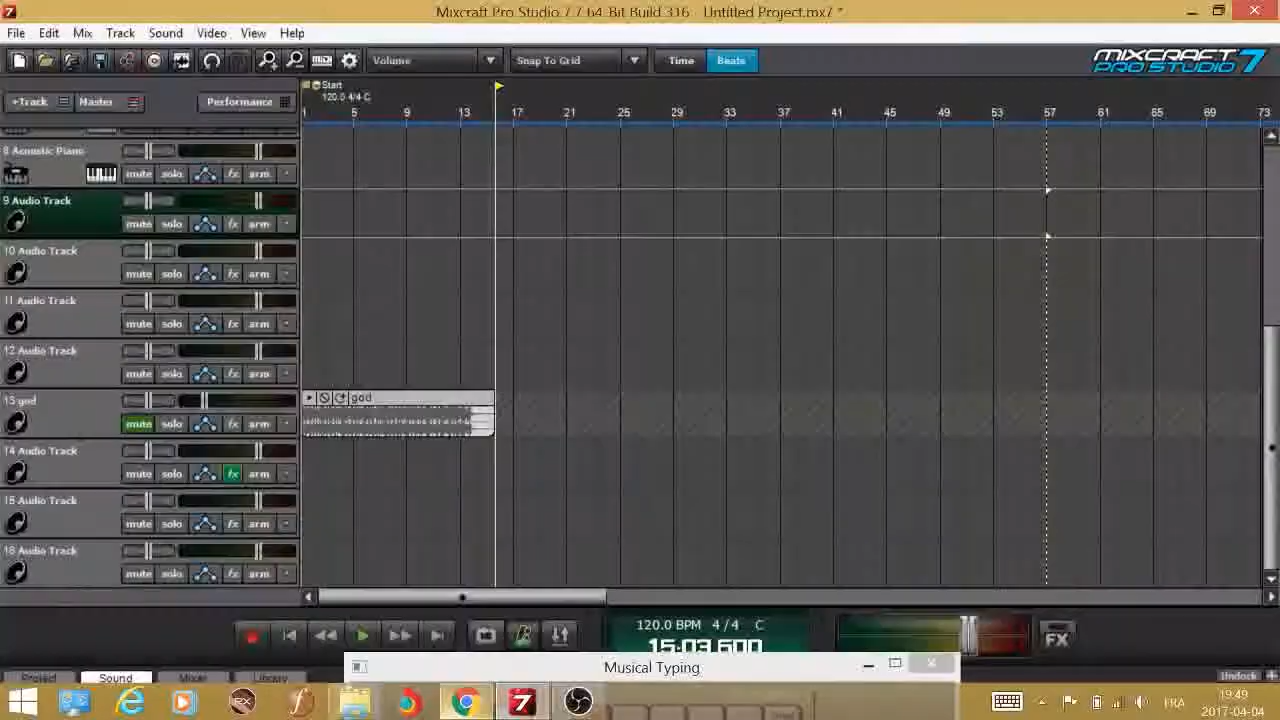 Mixcraft Pro Studio 7.7 64-Bit Build 316 - Untitled Project.mx7 *
File Edit Mix Track Sound Video View Help
Volume Snap To Grid Time Beats
MIXCRAFT PRO STUDIO 7
+Track Master Performance
Start
120.0 4/4 C
1 5 9 13 17 21 25 29 33 37 41 45 49 53 57 61 65 69 73
8 Acoustic Piano
mute solo fx arm
9 Audio Track
mute solo fx arm
10 Audio Track
mute solo fx arm
11 Audio Track
mute solo fx arm
12 Audio Track
mute solo fx arm
13 god
god
mute solo fx arm
14 Audio Track
mute solo fx arm
15 Audio Track
mute solo fx arm
16 Audio Track
mute solo fx arm
120.0 BPM 4/4 C
15:03.600
FX
Musical Typing
Project Sound Mixer Library Undock
RX
FRA
19:49
2017-04-04